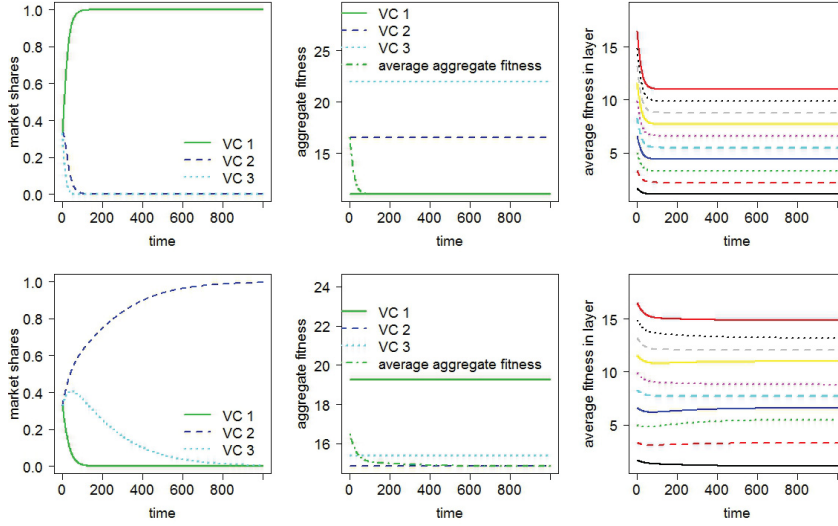 market shares
1.0
0.8
0.6
0.4
0.2
0.0
VC 1
VC 2
VC 3
0 200 400 600 800
time
aggregate fitness
25
20
15
VC 1
VC 2
VC 3
average aggregate fitness
0 200 400 600 800
time
average fitness in layer
15
10
5
0 200 400 600 800
time
market shares
1.0
0.8
0.6
0.4
0.2
0.0
VC 1
VC 2
VC 3
0 200 400 600 800
time
aggregate fitness
24
22
20
18
16
VC 1
VC 2
VC 3
average aggregate fitness
0 200 400 600 800
time
average fitness in layer
15
10
5
0 200 400 600 800
time